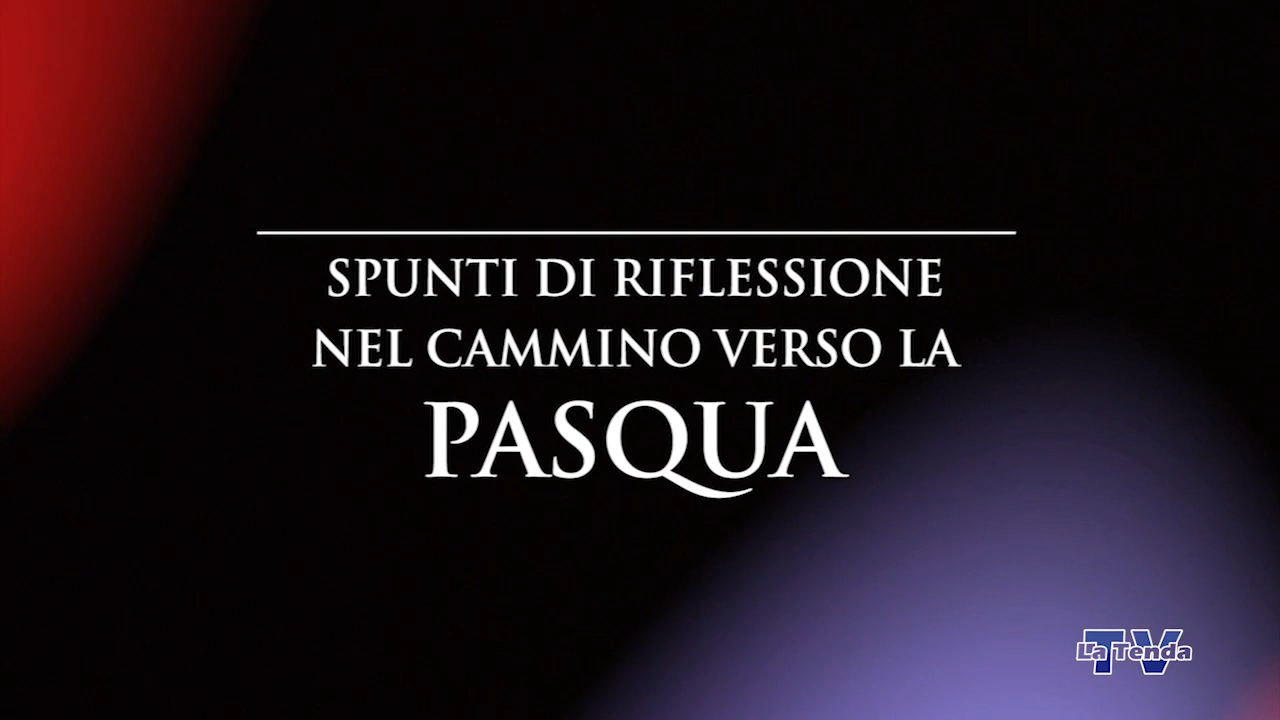 SPUNTI DI RIFLESSIONE
NEL CAMMINO VERSO LA
PASQUA
TV
La Tenda